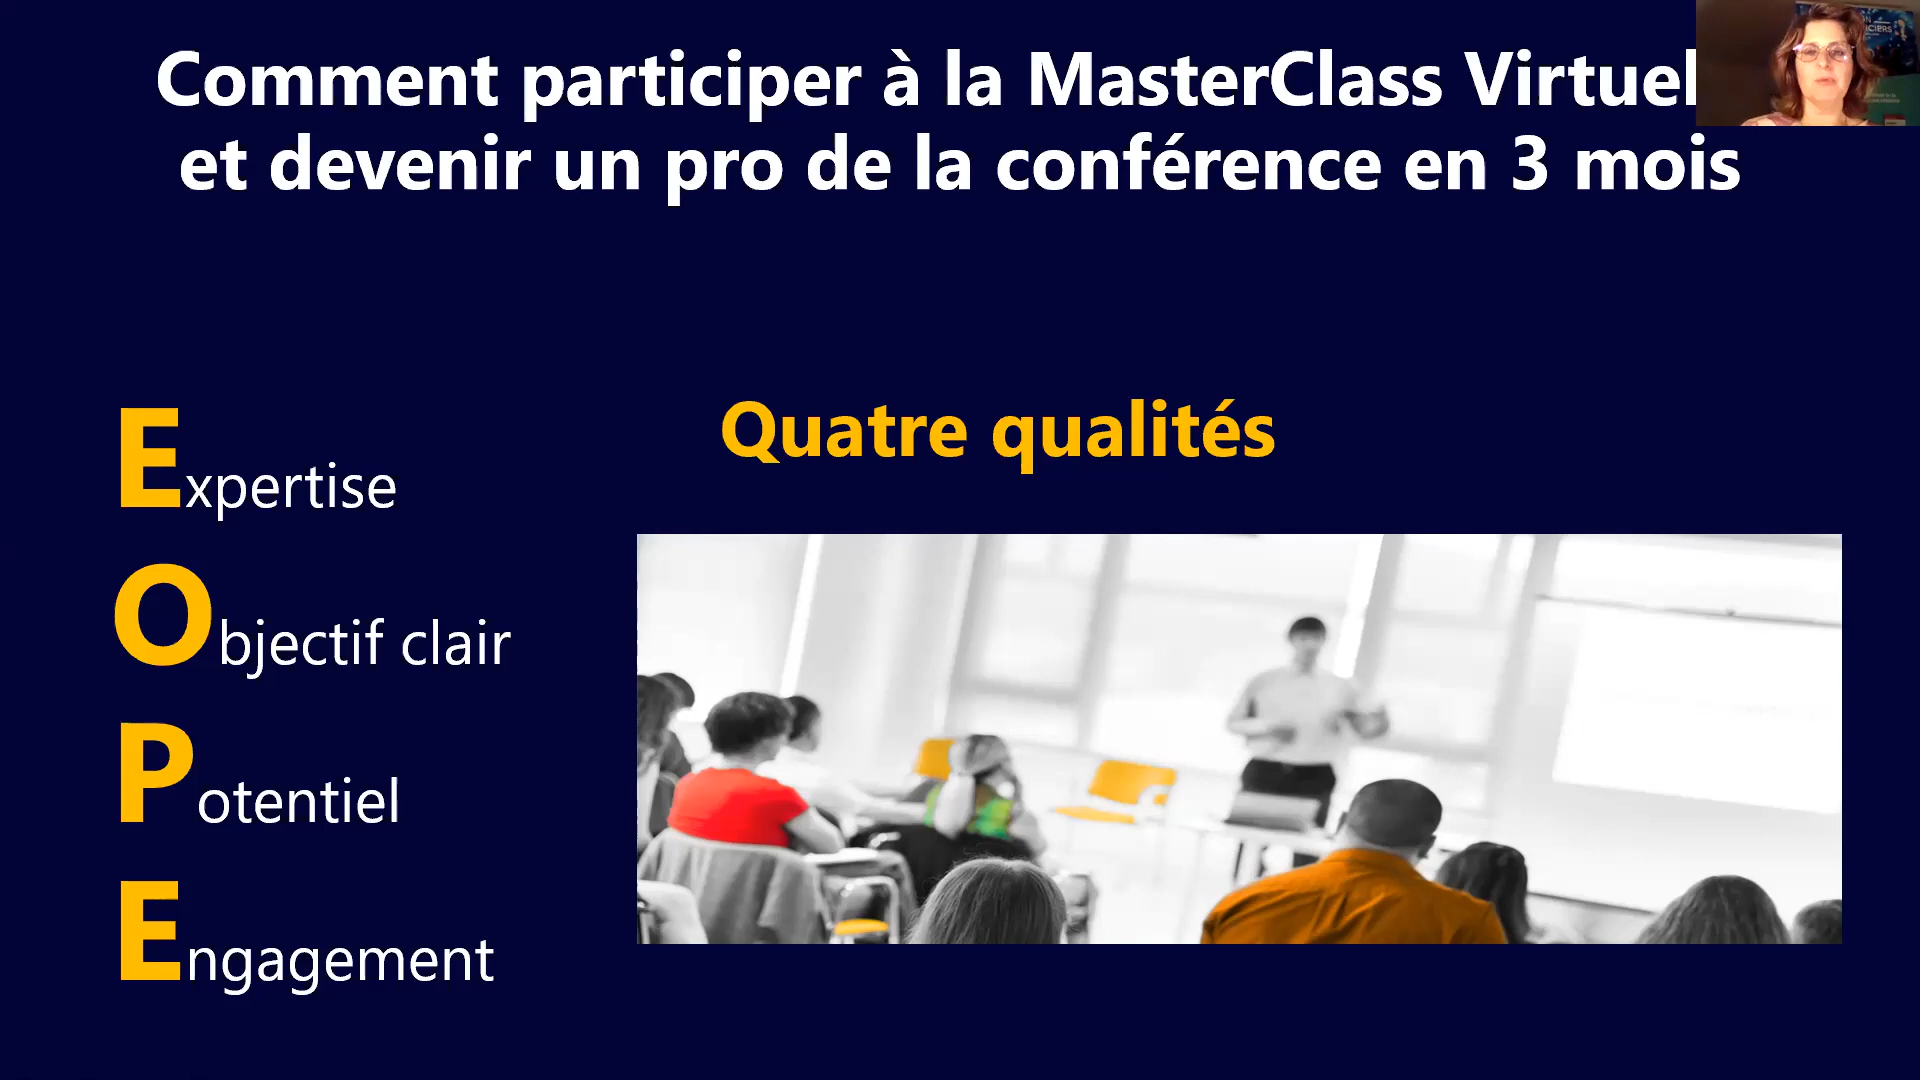 Comment participer à la MasterClass Virtuel
et devenir un pro de la conférence en 3 mois
Quatre qualités
Expertise
Objectif clair
Potentiel
Engagement